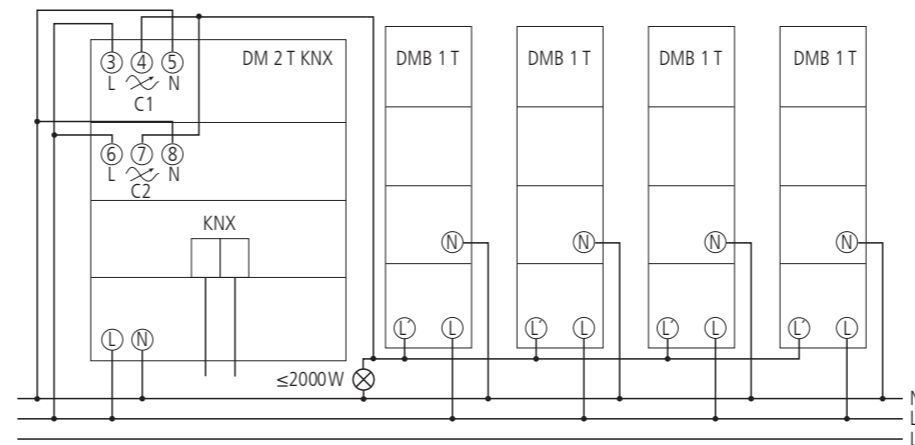 DM 2 T KNX
3 4 5
L N
C1
6 7 8
L N
C2
KNX
L N
≤2000W
DMB 1 T
N
L´ L
DMB 1 T
N
L´ L
DMB 1 T
N
L´ L
DMB 1 T
N
L´ L
N
L
L